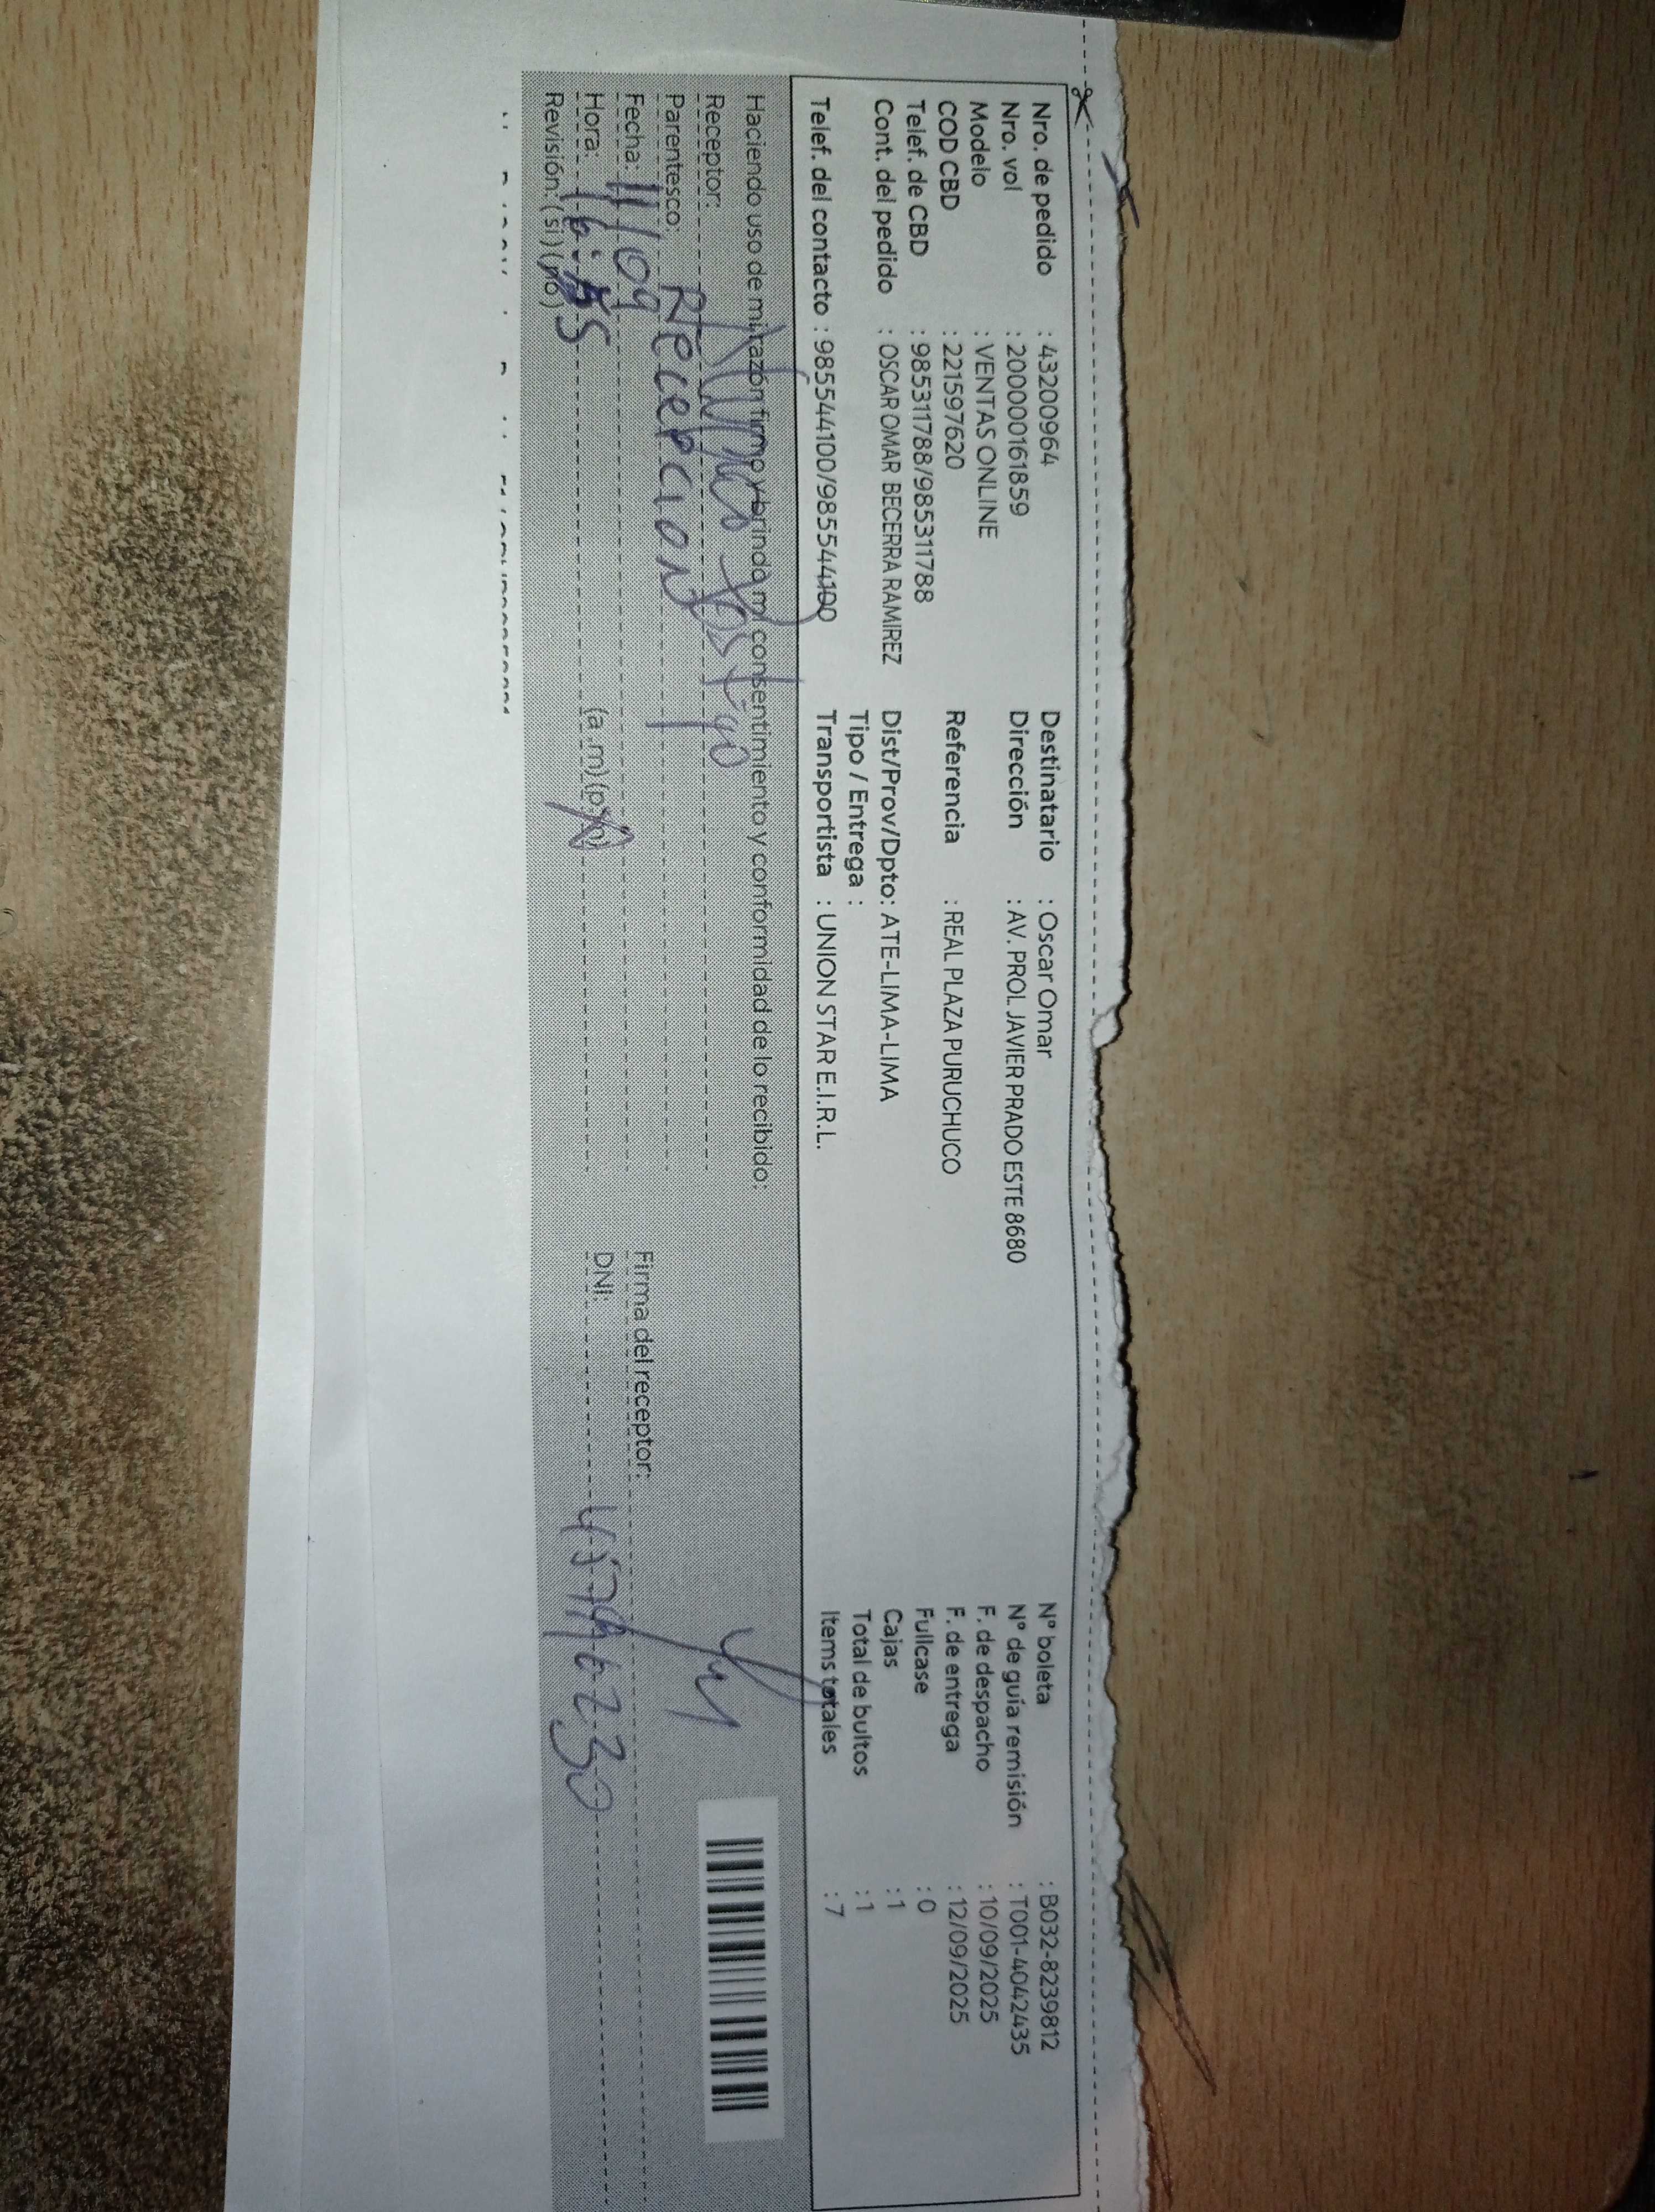 Nro. de pedido : 43200964
Nro. vol : 200000161859
Modelo : VENTAS ONLINE
COD CBD : 221597620
Telef. de CBD : 985311788/985311788
Cont. del pedido : OSCAR OMAR BECERRA RAMIREZ
Telef. del contacto : 985544100/985544100
Destinatario : Oscar Omar
Dirección : AV. PROL JAVIER PRADO ESTE 8680
Referencia : REAL PLAZA PURUCHUCO
Dist/Prov/Dpto: ATE-LIMA-LIMA
Tipo / Entrega :
Transportista : UNION STAR E.I.R.L.
N° boleta : B032-8239812
N° de guía remisión : T001-4042435
F. de despacho : 10/09/2025
F. de entrega : 12/09/2025
Fullcase : 0
Cajas : 1
Total de bultos : 1
Items totales : 7
Haciendo uso de mi razón firmo y brindo mi consentimiento y conformidad de lo recibido:
Receptor:
Parentesco: Recepcion
Fecha: 11/09
Hora: (a.m) (p.m)
Revisión: (si) (no)
Firma del receptor:
DNI: